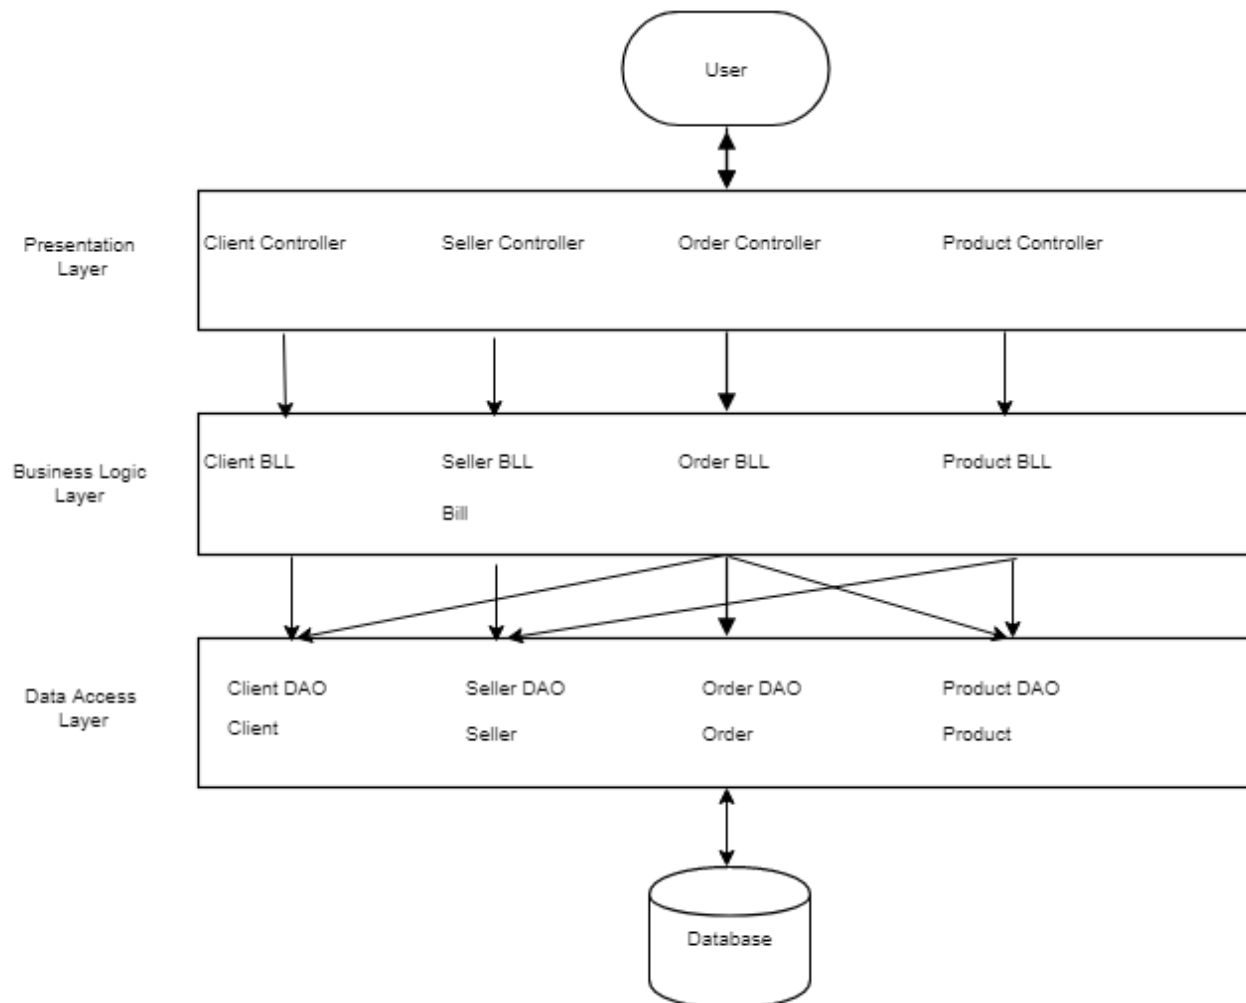 User
Presentation
Layer
Client Controller
Seller Controller
Order Controller
Product Controller
Business Logic
Layer
Client BLL
Seller BLL
Order BLL
Product BLL
Bill
Data Access
Layer
Client DAO
Seller DAO
Order DAO
Product DAO
Client
Seller
Order
Product
Database